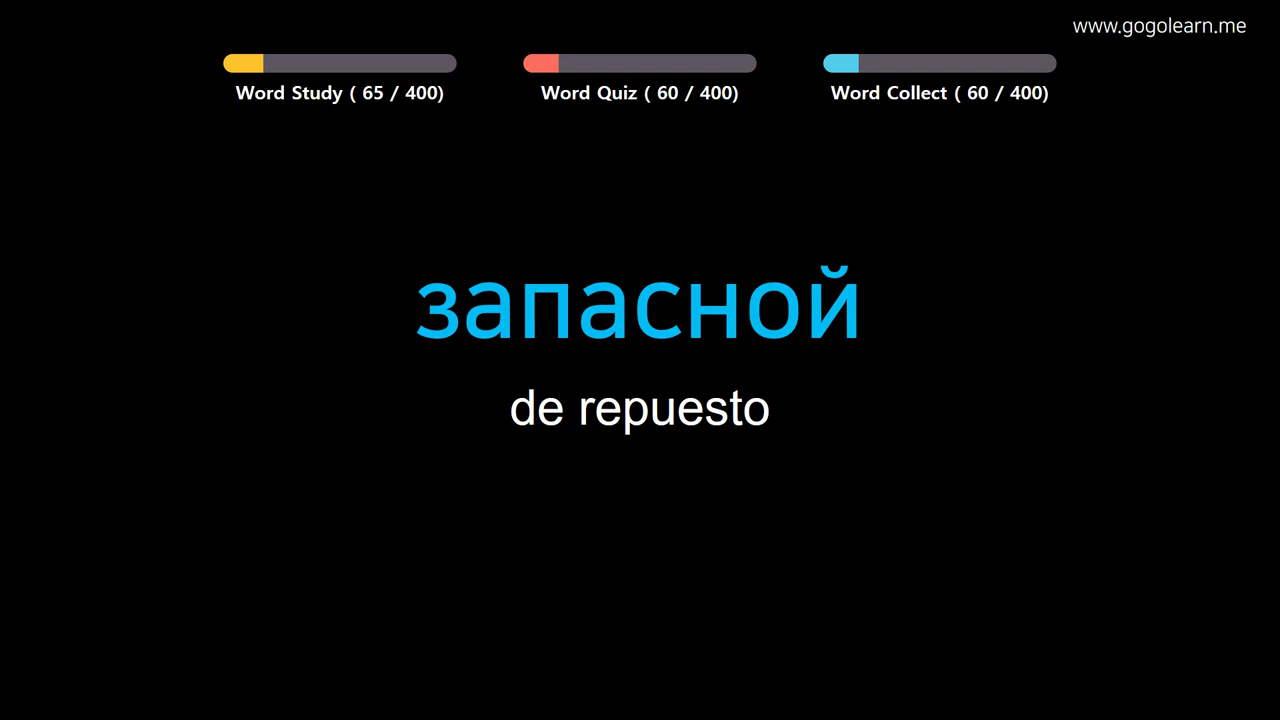 www.gogolearn.me
Word Study ( 65 / 400)
Word Quiz ( 60 / 400)
Word Collect ( 60 / 400)
запасной
de repuesto